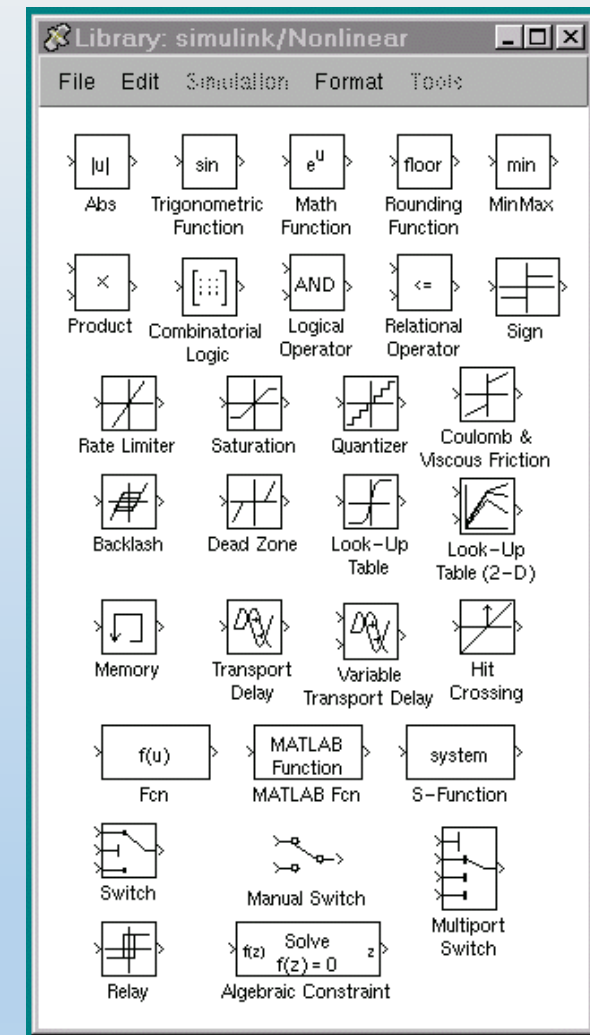 Library: simulink/Nonlinear
File Edit Simulation Format Tools
|u| sin e^u floor min
Abs Trigonometric Function Math Function Rounding Function MinMax
× [:::] AND <=
Product Combinatorial Logic Logical Operator Relational Operator Sign
Rate Limiter Saturation Quantizer Coulomb & Viscous Friction
Backlash Dead Zone Look-Up Table Look-Up Table (2-D)
Memory Transport Delay Variable Transport Delay Hit Crossing
f(u) MATLAB Function system
Fcn MATLAB Fcn S-Function
Switch Manual Switch Multiport Switch
f(z) Solve f(z) = 0 z
Relay Algebraic Constraint